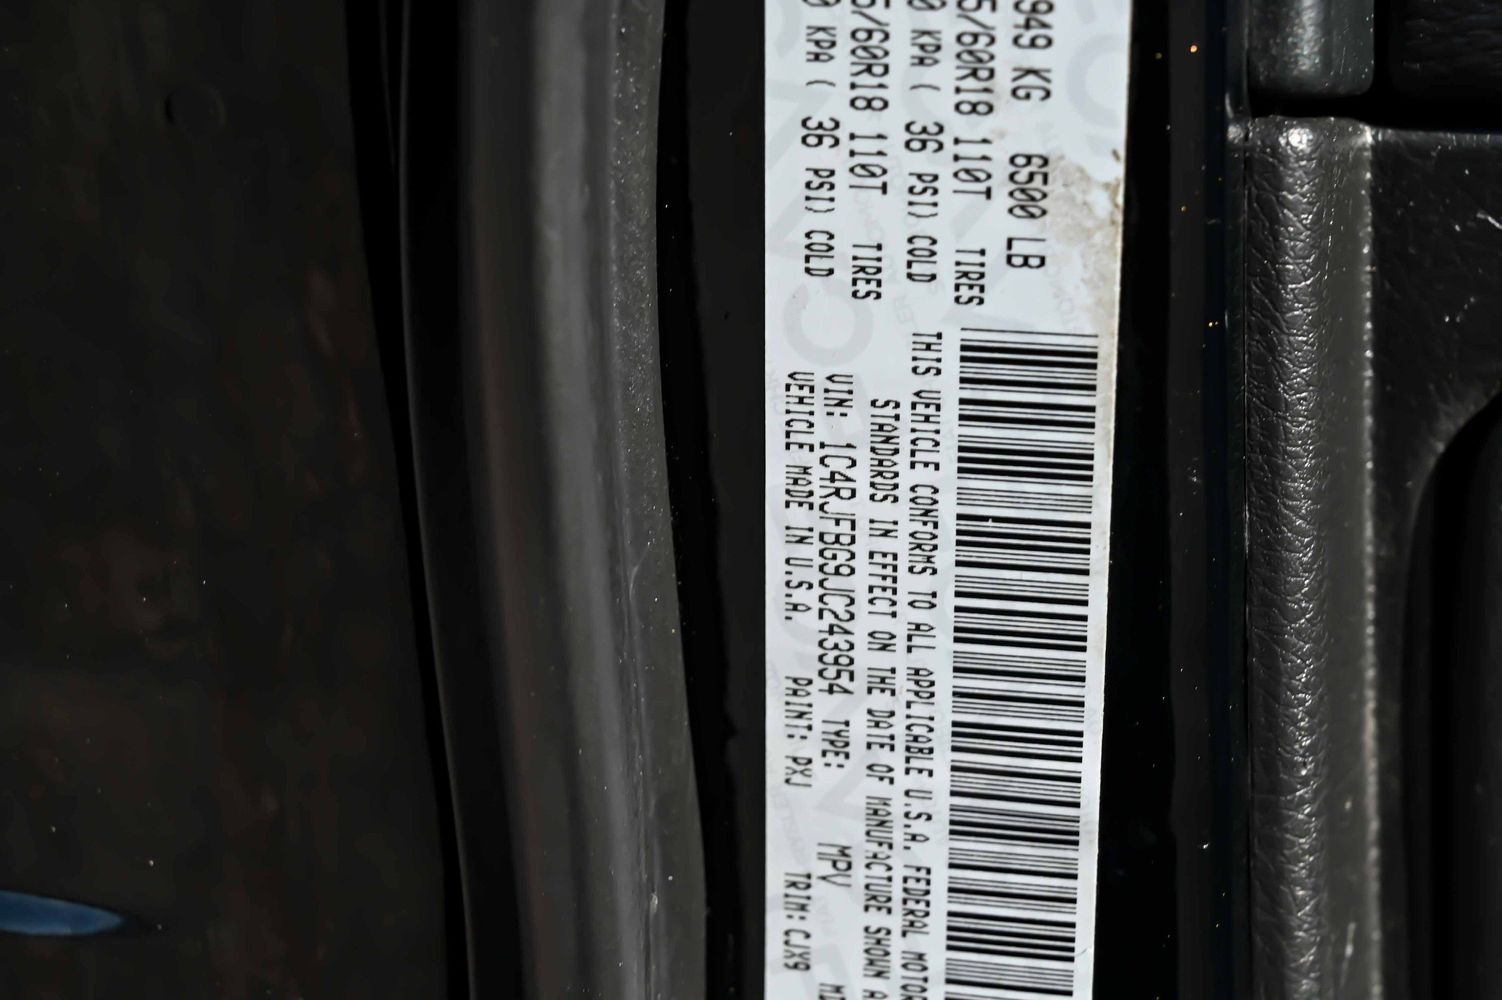 949 KG 6500 LB
5/60R18 110T TIRES
0 KPA ( 36 PSI) COLD
5/60R18 110T TIRES
0 KPA ( 36 PSI) COLD
THIS VEHICLE CONFORMS TO ALL APPLICABLE U.S.A. FEDERAL MOTOR
STANDARDS IN EFFECT ON THE DATE OF MANUFACTURE SHOWN A
VIN: 1C4RJFBG9JC243954 TYPE: MPV
VEHICLE MADE IN U.S.A. PAINT: PXJ TRIM: CJX9